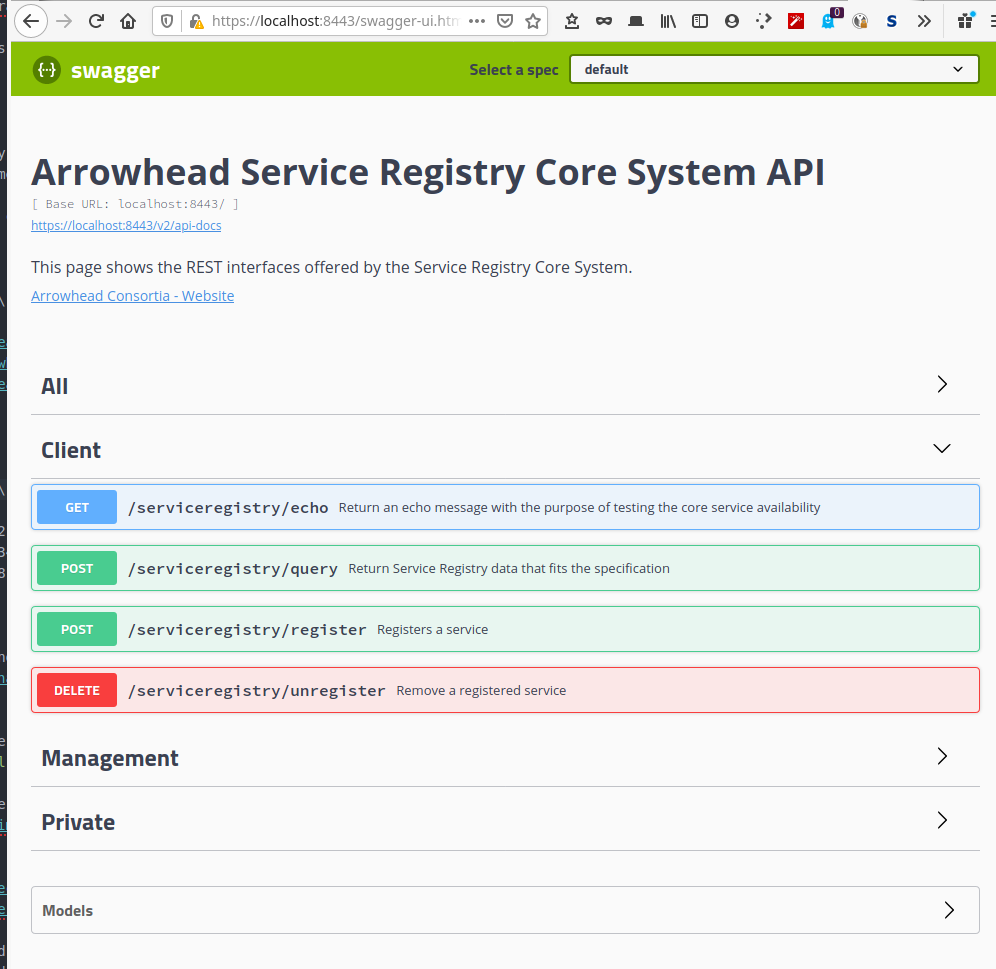 https://localhost:8443/swagger-ui.htm
0
S
{··} swagger
Select a spec
default
Arrowhead Service Registry Core System API
[ Base URL: localhost:8443/ ]
https://localhost:8443/v2/api-docs
This page shows the REST interfaces offered by the Service Registry Core System.
Arrowhead Consortia - Website
All
Client
GET /serviceregistry/echo Return an echo message with the purpose of testing the core service availability
POST /serviceregistry/query Return Service Registry data that fits the specification
POST /serviceregistry/register Registers a service
DELETE /serviceregistry/unregister Remove a registered service
Management
Private
Models